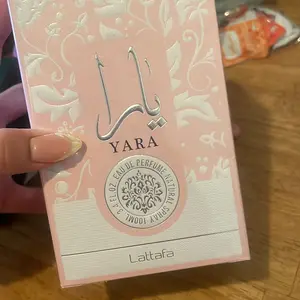 يارا
YARA
EAU DE PERFUME NATURAL SPRAY 100ML 3.4 FL.OZ.
Lattafa